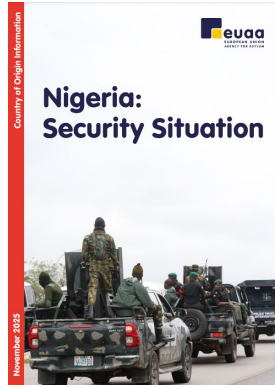 Country of Origin Information
euaa
EUROPEAN UNION
AGENCY FOR ASYLUM
Nigeria:
Security Situation
November 2025